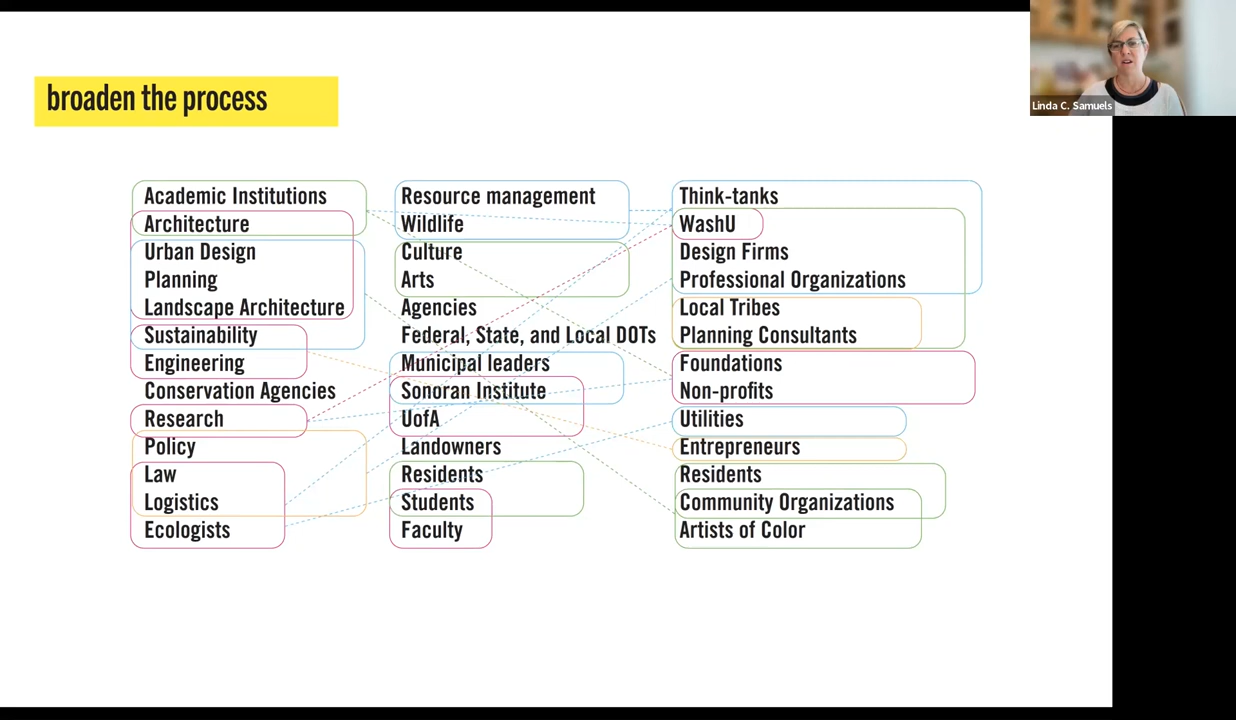 broaden the process
Linda C. Samuels
Academic Institutions
Architecture
Urban Design
Planning
Landscape Architecture
Sustainability
Engineering
Conservation Agencies
Research
Policy
Law
Logistics
Ecologists
Resource management
Wildlife
Culture
Arts
Agencies
Federal, State, and Local DOTs
Municipal leaders
Sonoran Institute
UofA
Landowners
Residents
Students
Faculty
Think-tanks
WashU
Design Firms
Professional Organizations
Local Tribes
Planning Consultants
Foundations
Non-profits
Utilities
Entrepreneurs
Residents
Community Organizations
Artists of Color